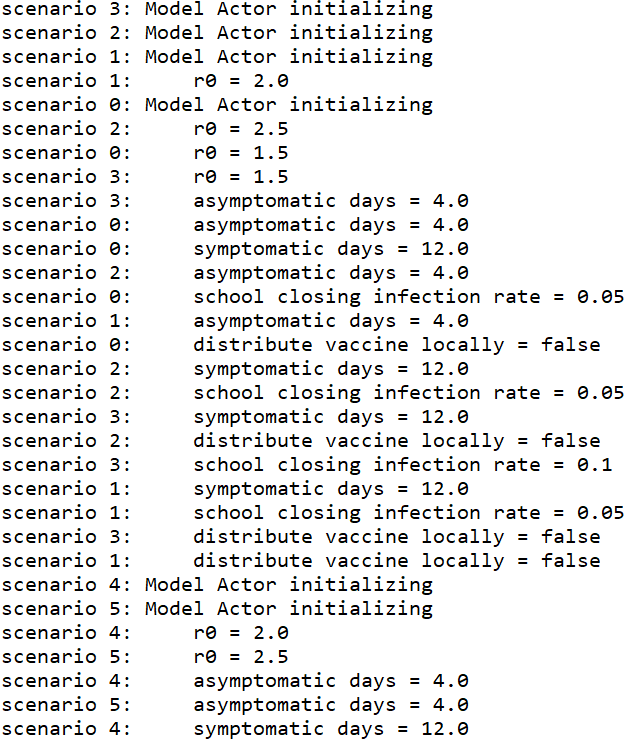 scenario 3: Model Actor initializing
scenario 2: Model Actor initializing
scenario 1: Model Actor initializing
scenario 1:     r0 = 2.0
scenario 0: Model Actor initializing
scenario 2:     r0 = 2.5
scenario 0:     r0 = 1.5
scenario 3:     r0 = 1.5
scenario 3:     asymptomatic days = 4.0
scenario 0:     asymptomatic days = 4.0
scenario 0:     symptomatic days = 12.0
scenario 2:     asymptomatic days = 4.0
scenario 0:     school closing infection rate = 0.05
scenario 1:     asymptomatic days = 4.0
scenario 0:     distribute vaccine locally = false
scenario 2:     symptomatic days = 12.0
scenario 2:     school closing infection rate = 0.05
scenario 3:     symptomatic days = 12.0
scenario 2:     distribute vaccine locally = false
scenario 3:     school closing infection rate = 0.1
scenario 1:     symptomatic days = 12.0
scenario 1:     school closing infection rate = 0.05
scenario 3:     distribute vaccine locally = false
scenario 1:     distribute vaccine locally = false
scenario 4: Model Actor initializing
scenario 5: Model Actor initializing
scenario 4:     r0 = 2.0
scenario 5:     r0 = 2.5
scenario 4:     asymptomatic days = 4.0
scenario 5:     asymptomatic days = 4.0
scenario 4:     symptomatic days = 12.0